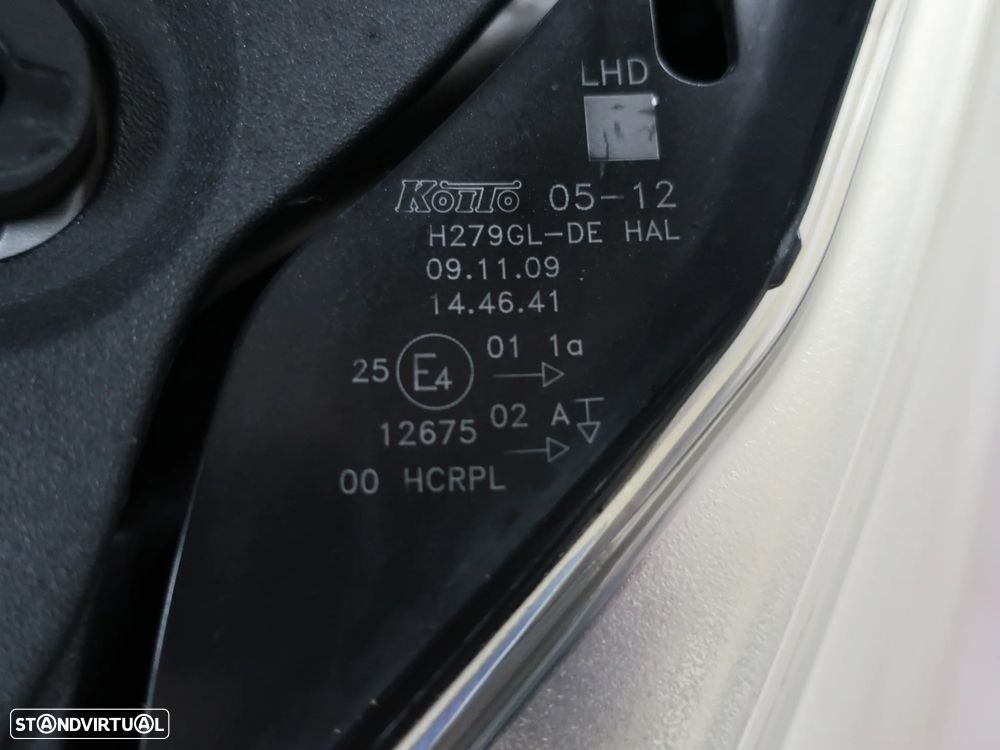 LHD
KOITO 05-12
H279GL-DE HAL
09.11.09
14.46.41
25 E4 01 1a
12675 02 A
00 HCRPL
STANDVIRTUAL